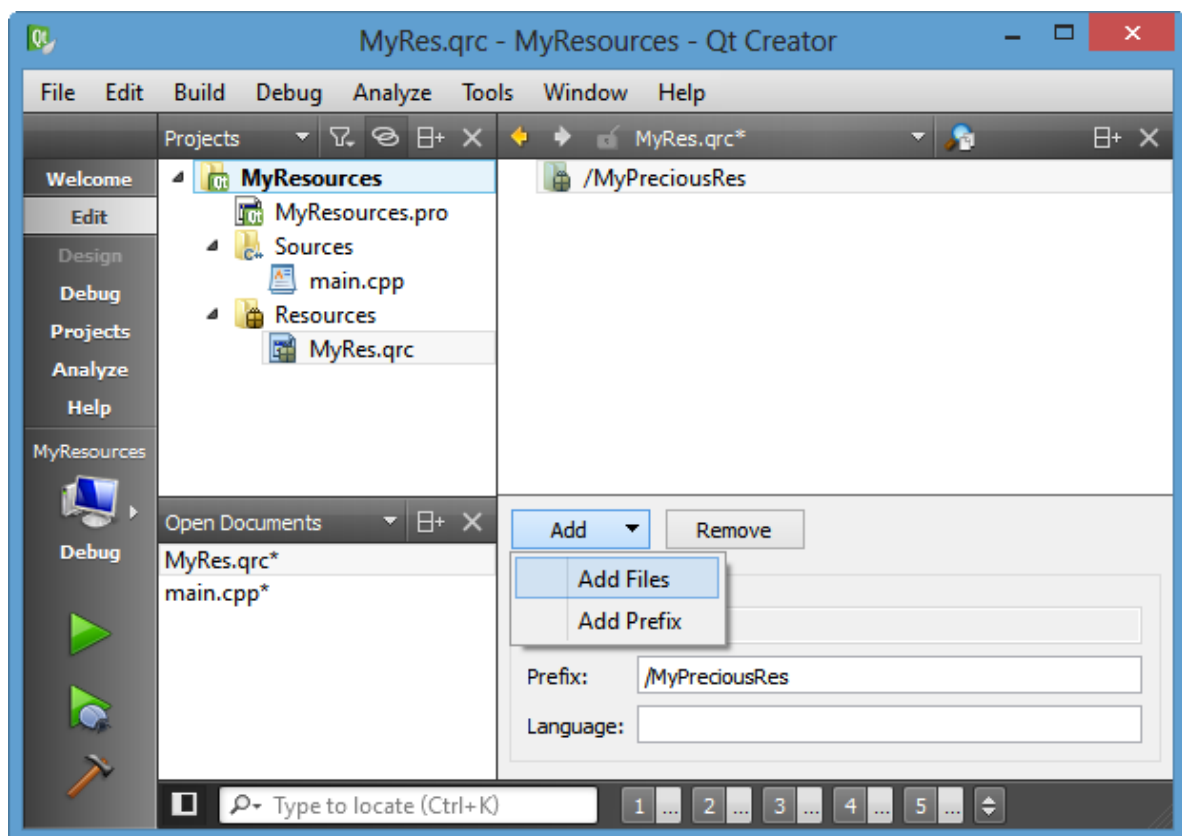 MyRes.qrc - MyResources - Qt Creator
File Edit Build Debug Analyze Tools Window Help
Projects
MyRes.qrc*
Welcome
Edit
Design
Debug
Projects
Analyze
Help
MyResources
Debug
MyResources
MyResources.pro
Sources
main.cpp
Resources
MyRes.qrc
/MyPreciousRes
Open Documents
MyRes.qrc*
main.cpp*
Add Remove
Add Files
Add Prefix
Prefix: /MyPreciousRes
Language:
Type to locate (Ctrl+K)
1 ... 2 ... 3 ... 4 ... 5 ...